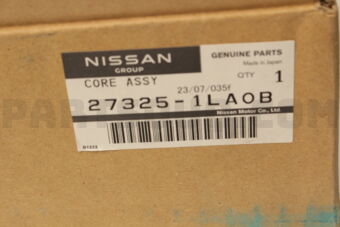 NISSAN
GROUP
GENUINE PARTS
Made in Japan
CORE ASSY
QTY 1
23/07/035f
27325-1LA0B
Nissan Motor Co., Ltd